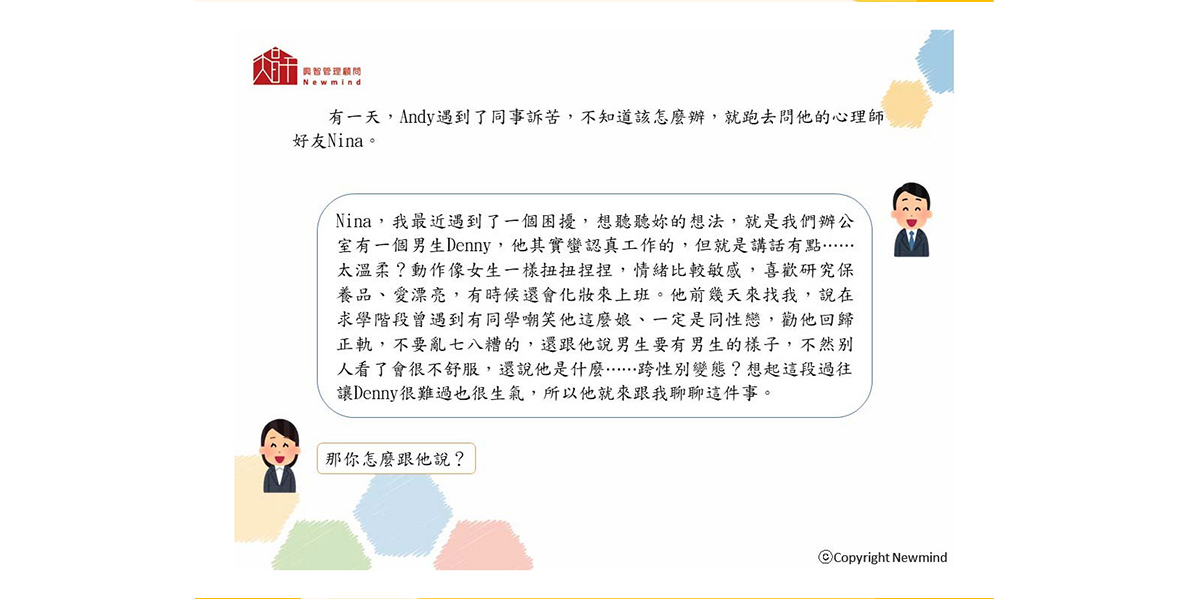 興智管理顧問
Newmind
有一天，Andy遇到了同事訴苦，不知道該怎麼辦，就跑去問他的心理師
好友Nina。
Nina，我最近遇到了一個困擾，想聽聽妳的想法，就是我們辦公
室有一個男生Denny，他其實蠻認真工作的，但就是講話有點……
太溫柔？動作像女生一樣扭扭捏捏，情緒比較敏感，喜歡研究保
養品、愛漂亮，有時候還會化妝來上班。他前幾天來找我，說在
求學階段曾遇到有同學嘲笑他這麼娘、一定是同性戀，勸他回歸
正軌，不要亂七八糟的，還跟他說男生要有男生的樣子，不然別
人看了會很不舒服，還說他是什麼……跨性別變態？想起這段過往
讓Denny很難過也很生氣，所以他就來跟我聊聊這件事。
那你怎麼跟他說？
ⓒCopyright Newmind